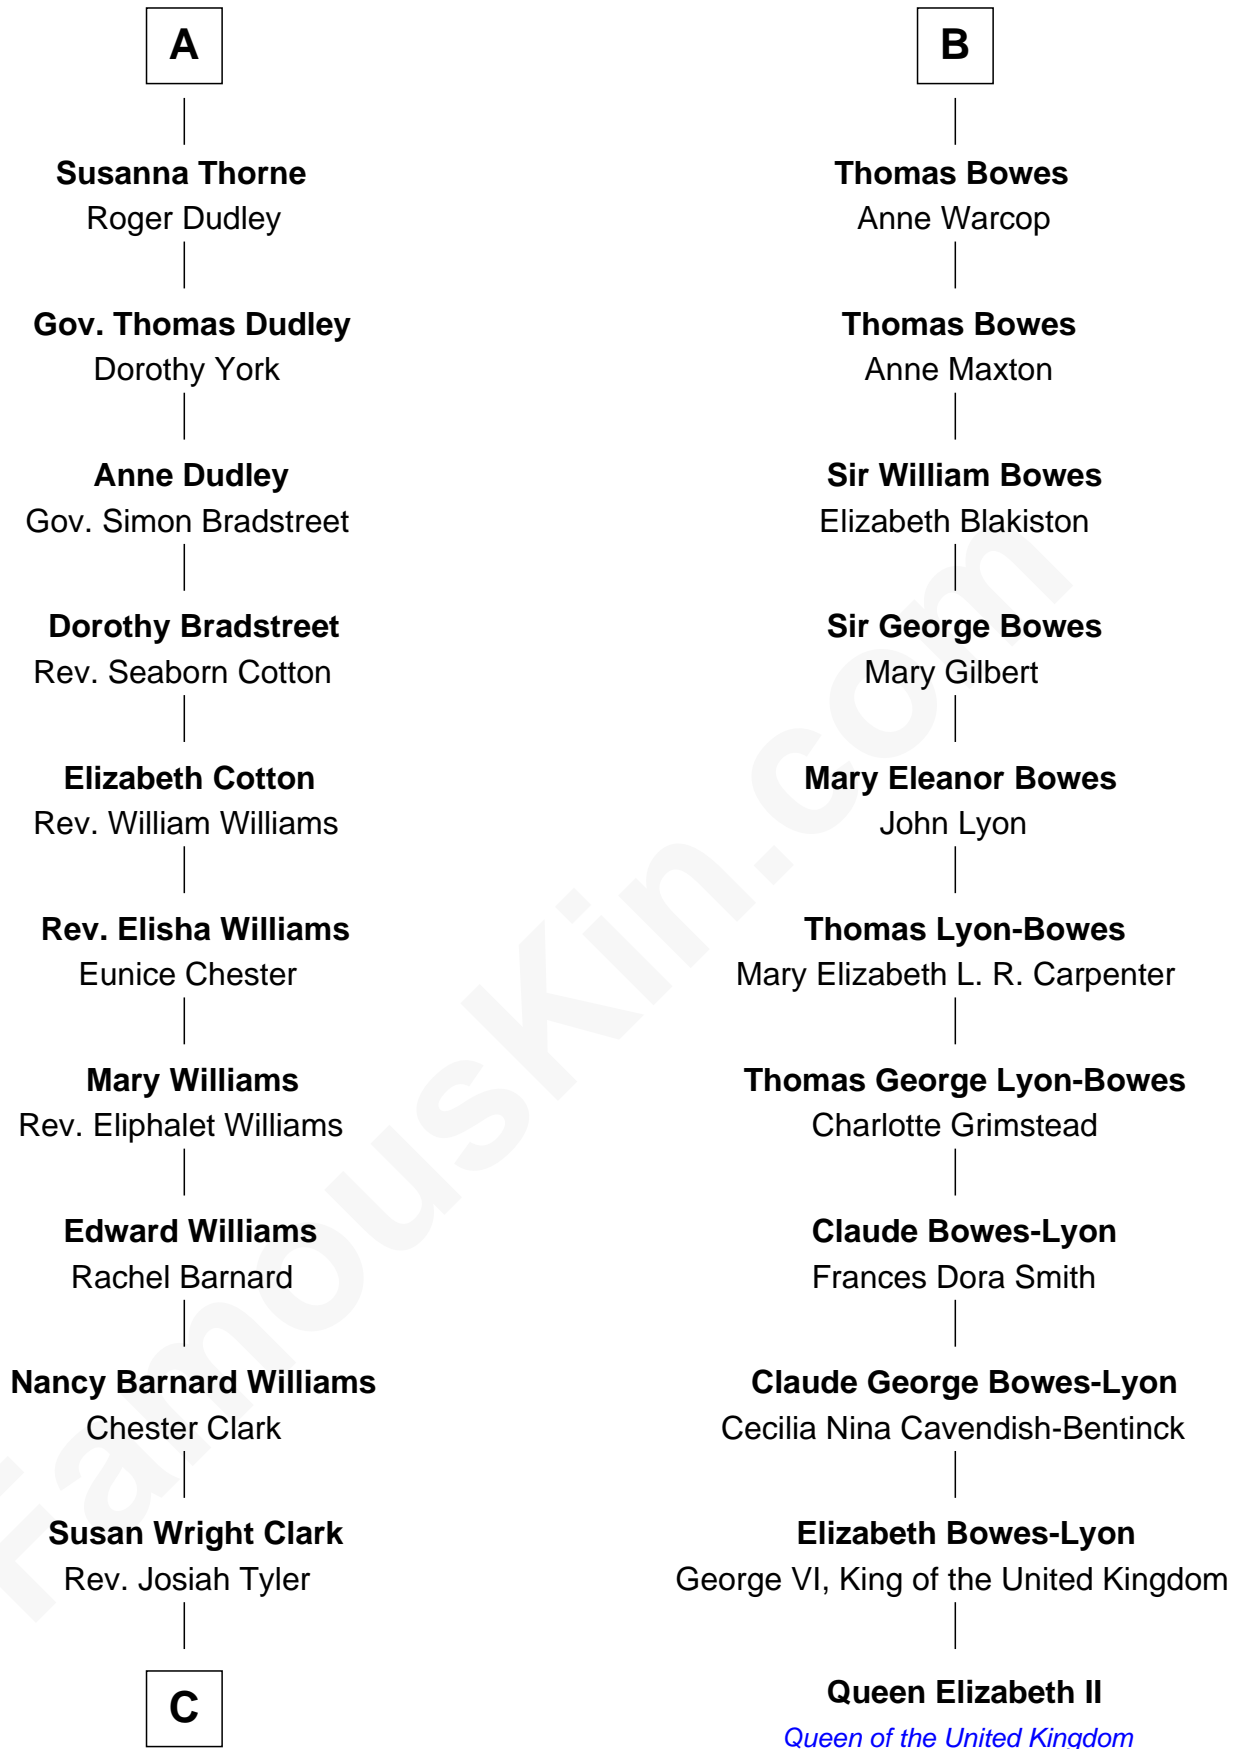 A
Susanna Thorne
Roger Dudley
Gov. Thomas Dudley
Dorothy York
Anne Dudley
Gov. Simon Bradstreet
Dorothy Bradstreet
Rev. Seaborn Cotton
Elizabeth Cotton
Rev. William Williams
Rev. Elisha Williams
Eunice Chester
Mary Williams
Rev. Eliphalet Williams
Edward Williams
Rachel Barnard
Nancy Barnard Williams
Chester Clark
Susan Wright Clark
Rev. Josiah Tyler
C
B
Thomas Bowes
Anne Warcop
Thomas Bowes
Anne Maxton
Sir William Bowes
Elizabeth Blakiston
Sir George Bowes
Mary Gilbert
Mary Eleanor Bowes
John Lyon
Thomas Lyon-Bowes
Mary Elizabeth L. R. Carpenter
Thomas George Lyon-Bowes
Charlotte Grimstead
Claude Bowes-Lyon
Frances Dora Smith
Claude George Bowes-Lyon
Cecilia Nina Cavendish-Bentinck
Elizabeth Bowes-Lyon
George VI, King of the United Kingdom
Queen Elizabeth II
Queen of the United Kingdom
FamousKin.com